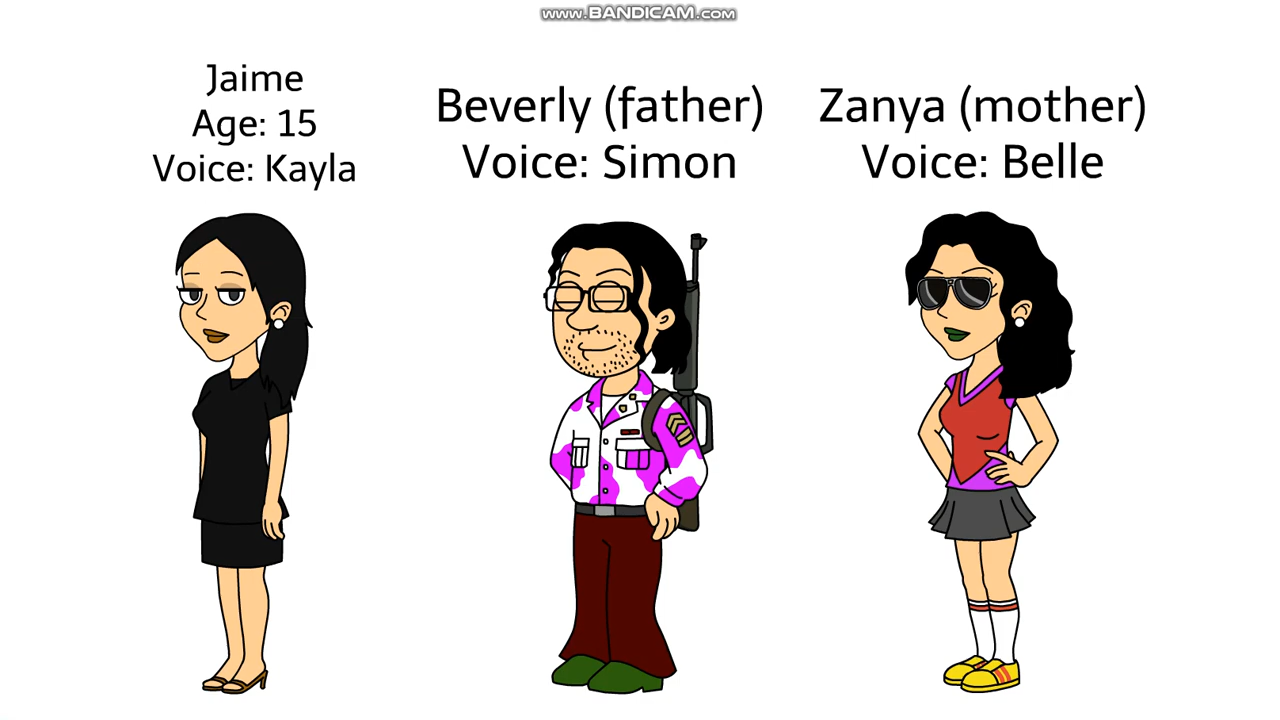 www.BANDICAM.com
Jaime
Age: 15
Voice: Kayla
Beverly (father)
Voice: Simon
Zanya (mother)
Voice: Belle